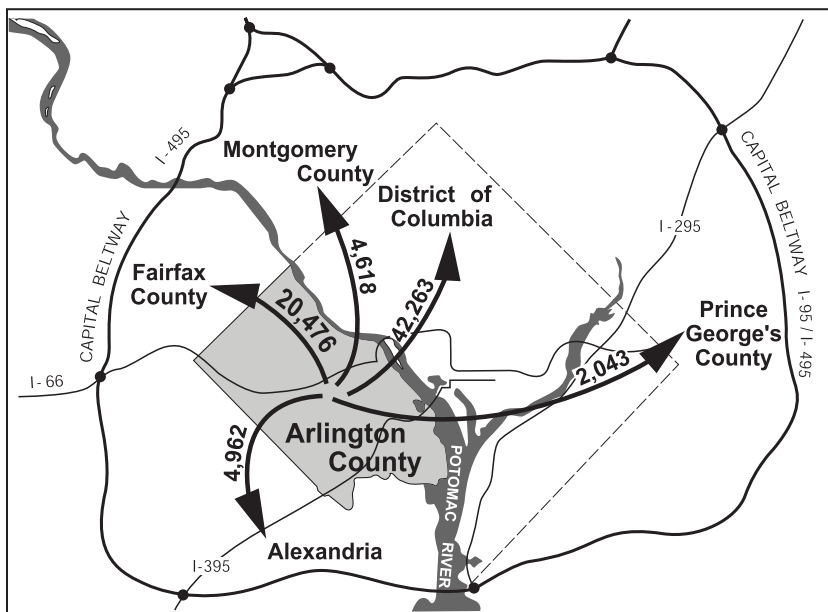 I-495
Montgomery
County
District of
Columbia
CAPITAL BELTWAY
I-295
CAPITAL BELTWAY I-95 / I-495
Fairfax
County
4,618
42,263
20,476
Prince
George's
County
2,043
I-66
Arlington
County
4,962
POTOMAC RIVER
Alexandria
I-395